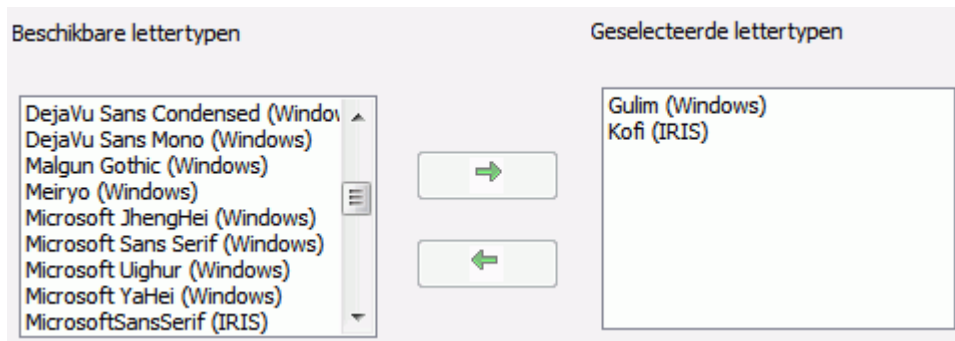 Beschikbare lettertypen
Geselecteerde lettertypen
DejaVu Sans Condensed (Windov
DejaVu Sans Mono (Windows)
Malgun Gothic (Windows)
Meiryo (Windows)
Microsoft JhengHei (Windows)
Microsoft Sans Serif (Windows)
Microsoft Uighur (Windows)
Microsoft YaHei (Windows)
MicrosoftSansSerif (IRIS)
Gulim (Windows)
Kofi (IRIS)